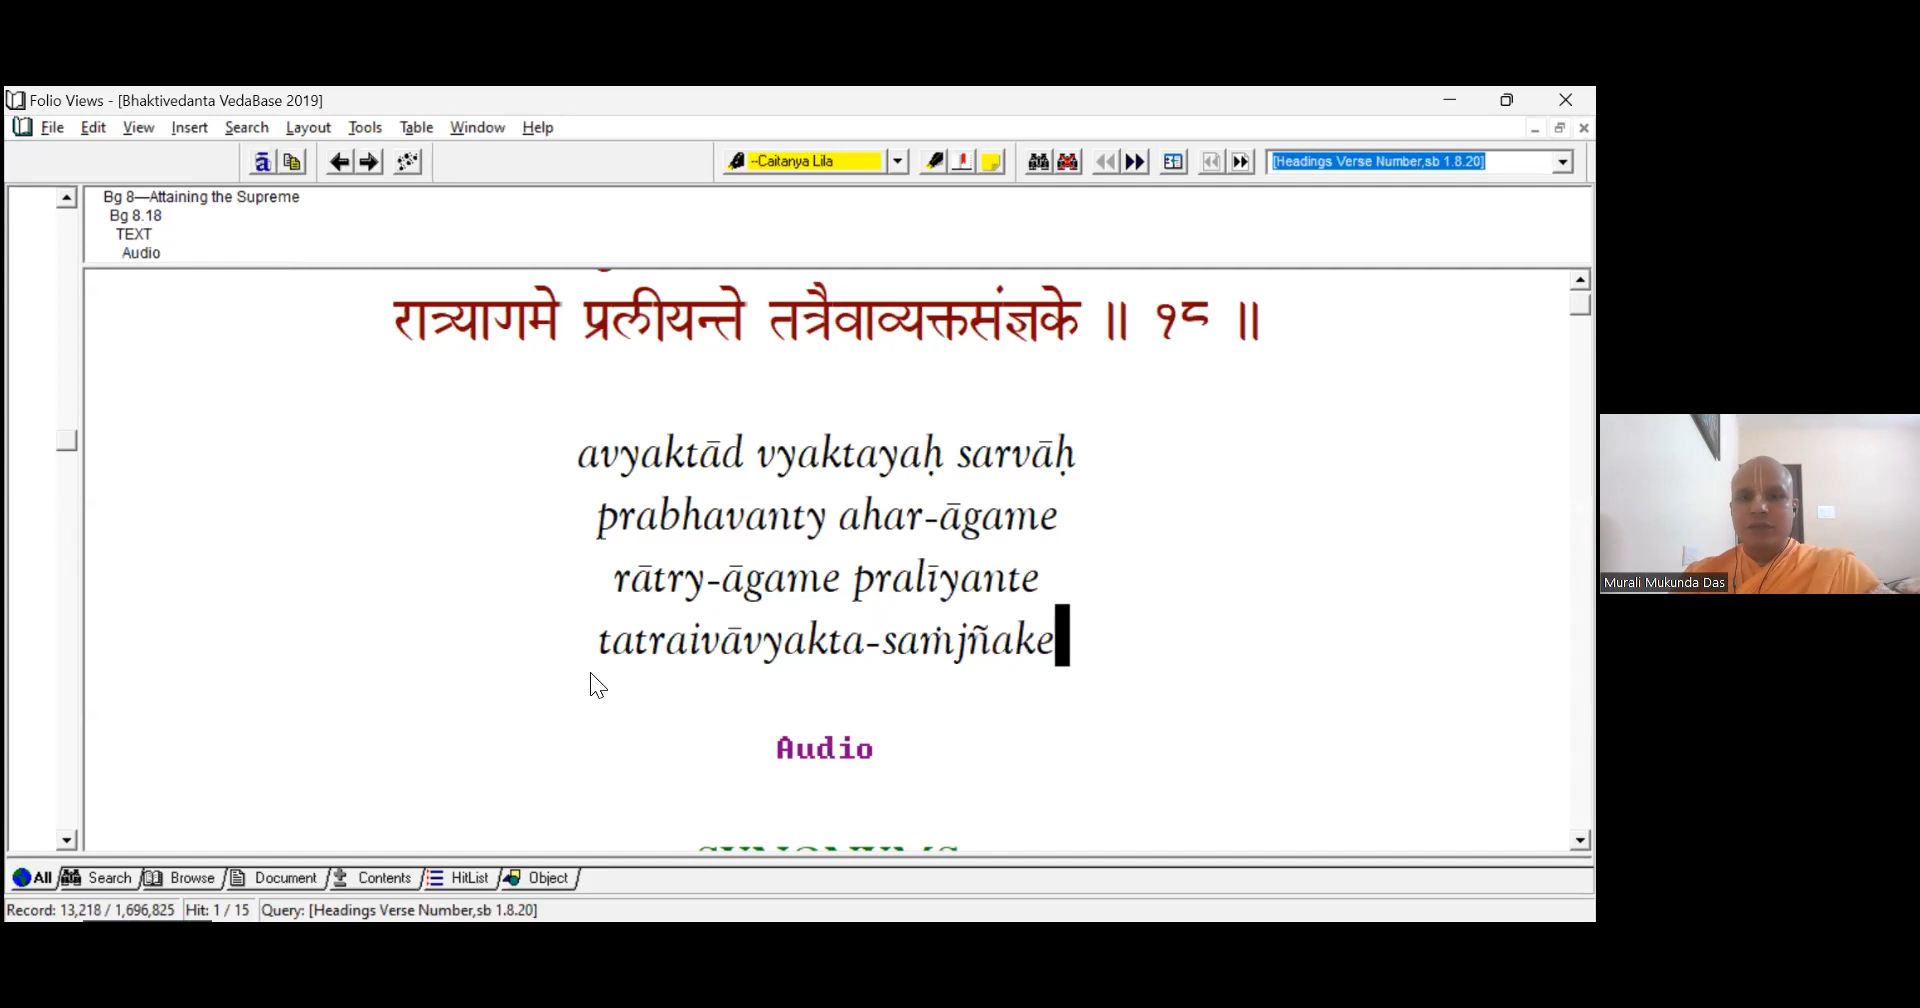 Folio Views - [Bhaktivedanta VedaBase 2019]
File Edit View Insert Search Layout Tools Table Window Help
--Caitanya Lila
[Headings Verse Number,sb 1.8.20]
Bg 8—Attaining the Supreme
Bg 8.18
TEXT
Audio
रात्र्यागमे प्रलीयन्ते तत्रैवाव्यक्तसंज्ञके ॥ १८ ॥
avyaktād vyaktayaḥ sarvāḥ
prabhavanty ahar-āgame
rātry-āgame pralīyante
tatraivāvyakta-saṁjñake
Audio
Murali Mukunda Das
All Search Browse Document Contents HitList Object
Record: 13,218 / 1,696,825 Hit: 1 / 15 Query: [Headings Verse Number,sb 1.8.20]